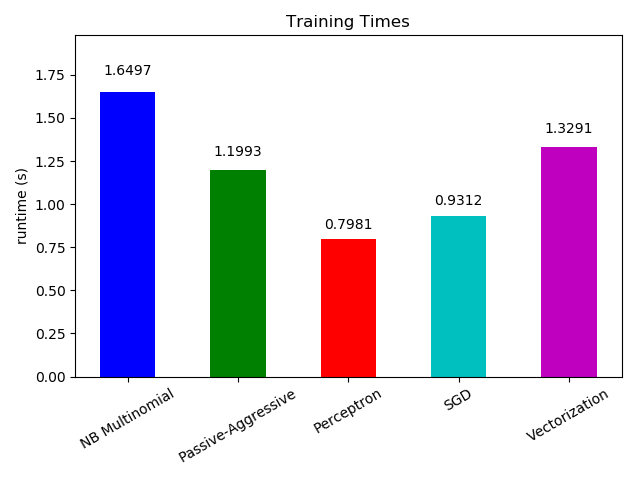 Training Times
runtime (s)
1.75
1.50
1.25
1.00
0.75
0.50
0.25
0.00
1.6497
1.1993
0.7981
0.9312
1.3291
NB Multinomial
Passive-Aggressive
Perceptron
SGD
Vectorization